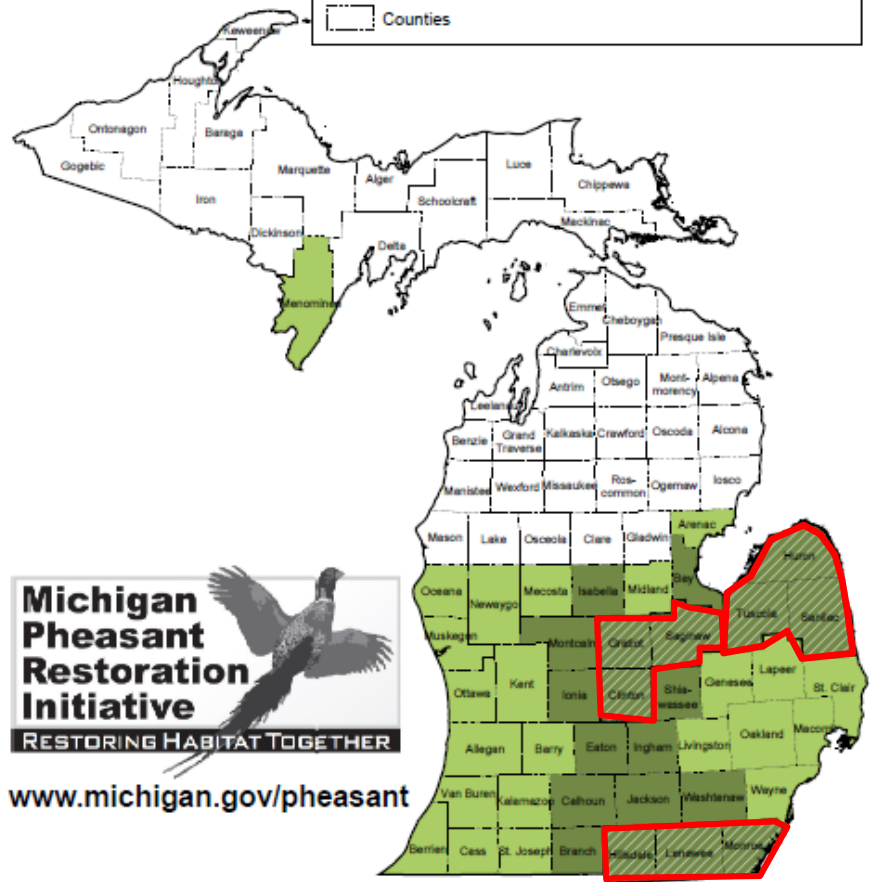 Counties
Keweenaw
Houghton
Ontonagon
Baraga
Gogebic
Marquette
Alger
Luce
Chippewa
Iron
Schoolcraft
Mackinac
Dickinson
Delta
Menominee
Emmet
Cheboygan
Presque Isle
Charlevoix
Antrim
Otsego
Mont-
morency
Alpena
Leelanau
Benzie
Grand
Traverse
Kalkaska
Crawford
Oscoda
Alcona
Manistee
Wexford
Missaukee
Ros-
common
Ogemaw
Iosco
Mason
Lake
Osceola
Clare
Gladwin
Arenac
Huron
Oceana
Newaygo
Mecosta
Isabella
Midland
Bay
Tuscola
Sanilac
Muskegon
Montcalm
Gratiot
Saginaw
Ottawa
Kent
Ionia
Clinton
Shia-
wassee
Genesee
Lapeer
St. Clair
Allegan
Barry
Eaton
Ingham
Livingston
Oakland
Macomb
Van Buren
Kalamazoo
Calhoun
Jackson
Washtenaw
Wayne
Berrien
Cass
St. Joseph
Branch
Hillsdale
Lenawee
Monroe
Michigan
Pheasant
Restoration
Initiative
RESTORING HABITAT TOGETHER
www.michigan.gov/pheasant